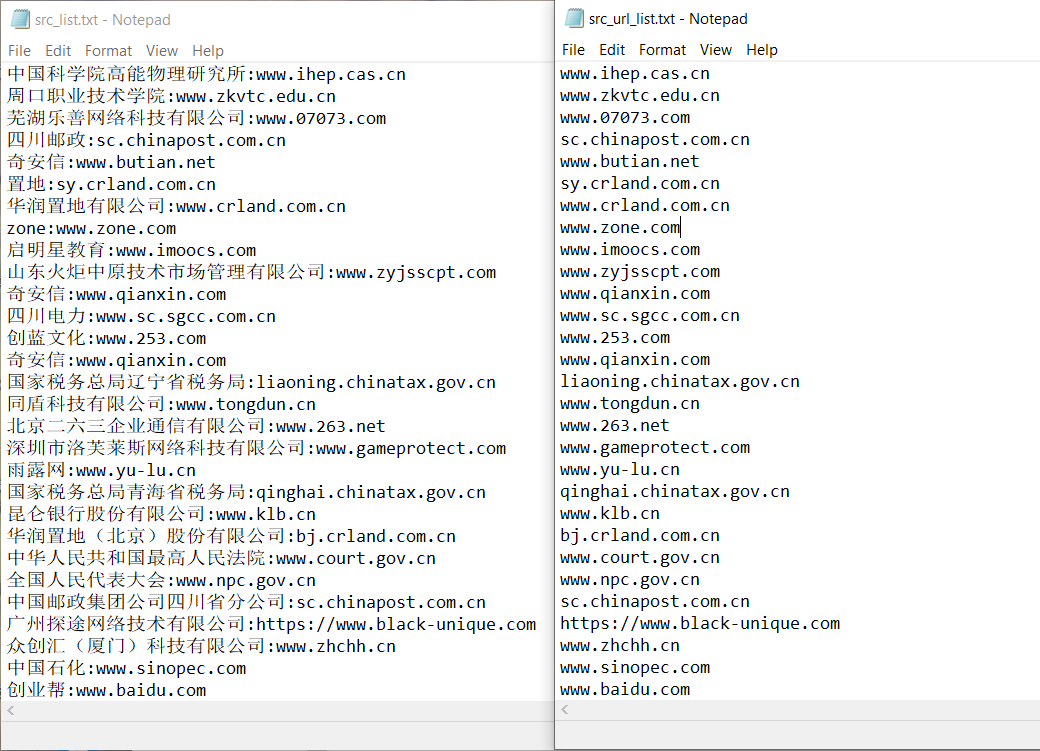 src_list.txt - Notepad
File Edit Format View Help
中国科学院高能物理研究所:www.ihep.cas.cn
周口职业技术学院:www.zkvtc.edu.cn
芜湖乐善网络科技有限公司:www.07073.com
四川邮政:sc.chinapost.com.cn
奇安信:www.butian.net
置地:sy.crland.com.cn
华润置地有限公司:www.crland.com.cn
zone:www.zone.com
启明星教育:www.imoocs.com
山东火炬中原技术市场管理有限公司:www.zyjsscpt.com
奇安信:www.qianxin.com
四川电力:www.sc.sgcc.com.cn
创蓝文化:www.253.com
奇安信:www.qianxin.com
国家税务总局辽宁省税务局:liaoning.chinatax.gov.cn
同盾科技有限公司:www.tongdun.cn
北京二六三企业通信有限公司:www.263.net
深圳市洛芙莱斯网络科技有限公司:www.gameprotect.com
雨露网:www.yu-lu.cn
国家税务总局青海省税务局:qinghai.chinatax.gov.cn
昆仑银行股份有限公司:www.klb.cn
华润置地（北京）股份有限公司:bj.crland.com.cn
中华人民共和国最高人民法院:www.court.gov.cn
全国人民代表大会:www.npc.gov.cn
中国邮政集团公司四川省分公司:sc.chinapost.com.cn
广州探途网络技术有限公司:https://www.black-unique.com
众创汇（厦门）科技有限公司:www.zhchh.cn
中国石化:www.sinopec.com
创业帮:www.baidu.com
src_url_list.txt - Notepad
File Edit Format View Help
www.ihep.cas.cn
www.zkvtc.edu.cn
www.07073.com
sc.chinapost.com.cn
www.butian.net
sy.crland.com.cn
www.crland.com.cn
www.zone.com
www.imoocs.com
www.zyjsscpt.com
www.qianxin.com
www.sc.sgcc.com.cn
www.253.com
www.qianxin.com
liaoning.chinatax.gov.cn
www.tongdun.cn
www.263.net
www.gameprotect.com
www.yu-lu.cn
qinghai.chinatax.gov.cn
www.klb.cn
bj.crland.com.cn
www.court.gov.cn
www.npc.gov.cn
sc.chinapost.com.cn
https://www.black-unique.com
www.zhchh.cn
www.sinopec.com
www.baidu.com